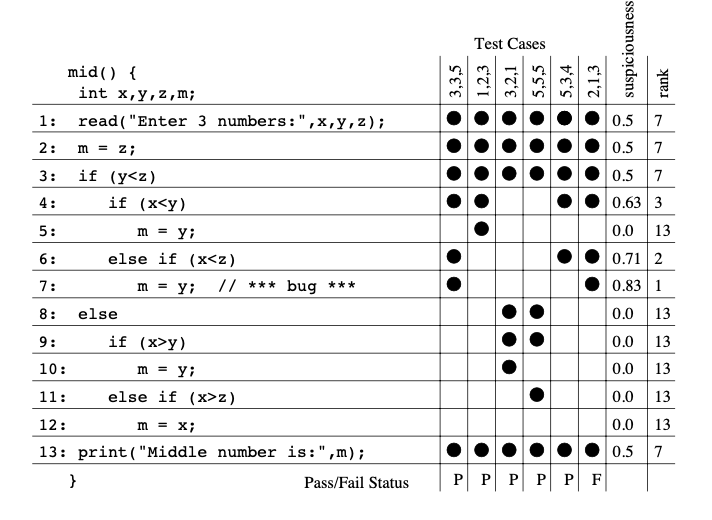 Test Cases
mid() { 3,3,5 1,2,3 3,2,1 5,5,5 5,3,4 2,1,3 suspiciousness rank
int x,y,z,m;
1: read("Enter 3 numbers:",x,y,z); ● ● ● ● ● ● 0.5 7
2: m = z; ● ● ● ● ● ● 0.5 7
3: if (y<z) ● ● ● ● ● ● 0.5 7
4: if (x<y) ● ● ● ● 0.63 3
5: m = y; ● 0.0 13
6: else if (x<z) ● ● ● 0.71 2
7: m = y; // *** bug *** ● ● 0.83 1
8: else ● ● 0.0 13
9: if (x>y) ● ● 0.0 13
10: m = y; ● 0.0 13
11: else if (x>z) ● 0.0 13
12: m = x; 0.0 13
13: print("Middle number is:",m); ● ● ● ● ● ● 0.5 7
} Pass/Fail Status P P P P P F